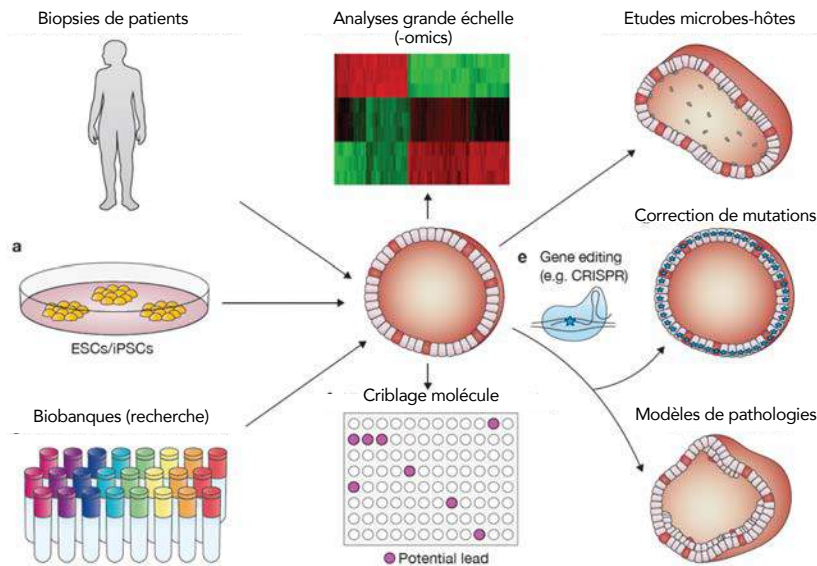 Biopsies de patients
Analyses grande échelle
(-omics)
Etudes microbes-hôtes
a
ESCs/iPSCs
e Gene editing
(e.g. CRISPR)
Correction de mutations
Biobanques (recherche)
Criblage molécule
Potential lead
Modèles de pathologies